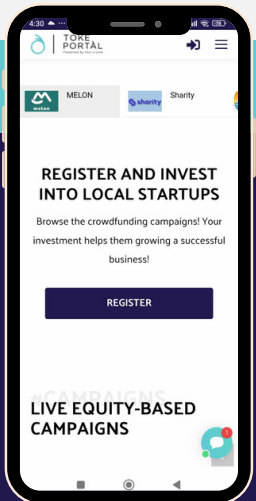 4:30
TOKE
PORTÁL
Powered by the crowd
melon
MELON
sharity
Sharity
REGISTER AND INVEST
INTO LOCAL STARTUPS
Browse the crowdfunding campaigns! Your
investment helps them growing a successful
business!
REGISTER
#CAMPAIGNS
LIVE EQUITY-BASED
CAMPAIGNS
1